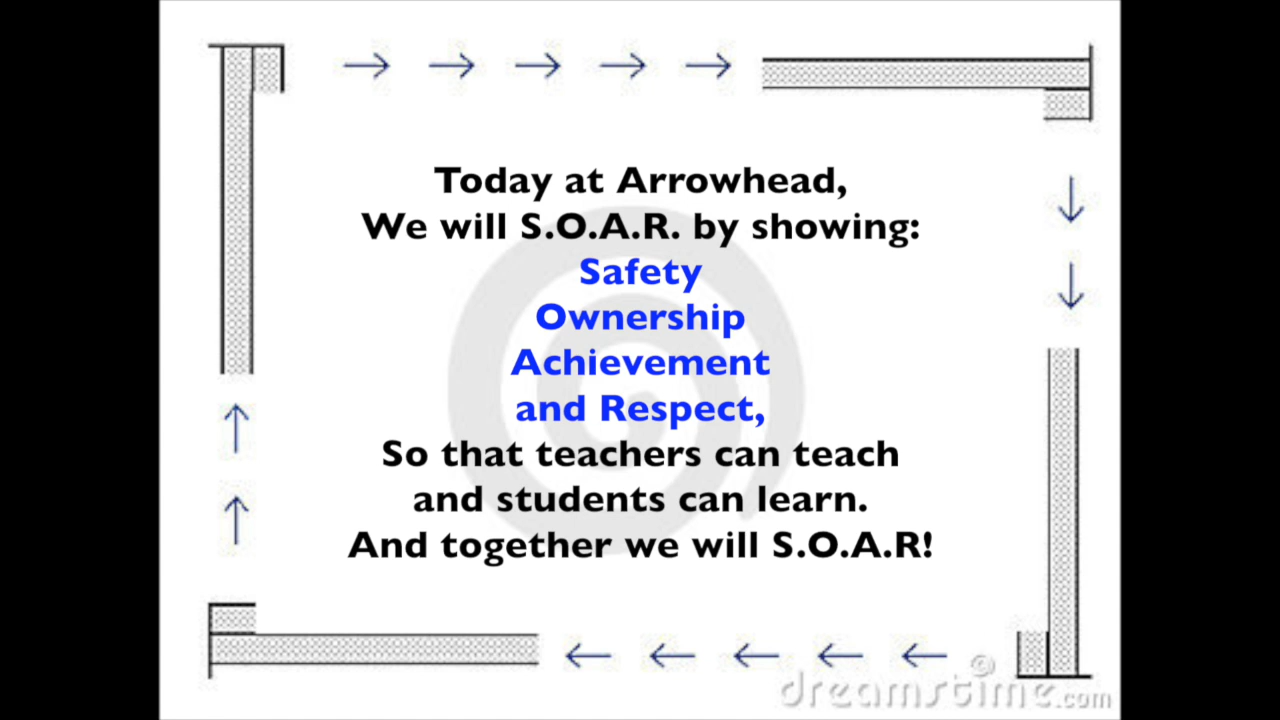 Today at Arrowhead,
We will S.O.A.R. by showing:
Safety
Ownership
Achievement
and Respect,
So that teachers can teach
and students can learn.
And together we will S.O.A.R!
dreamstime.com